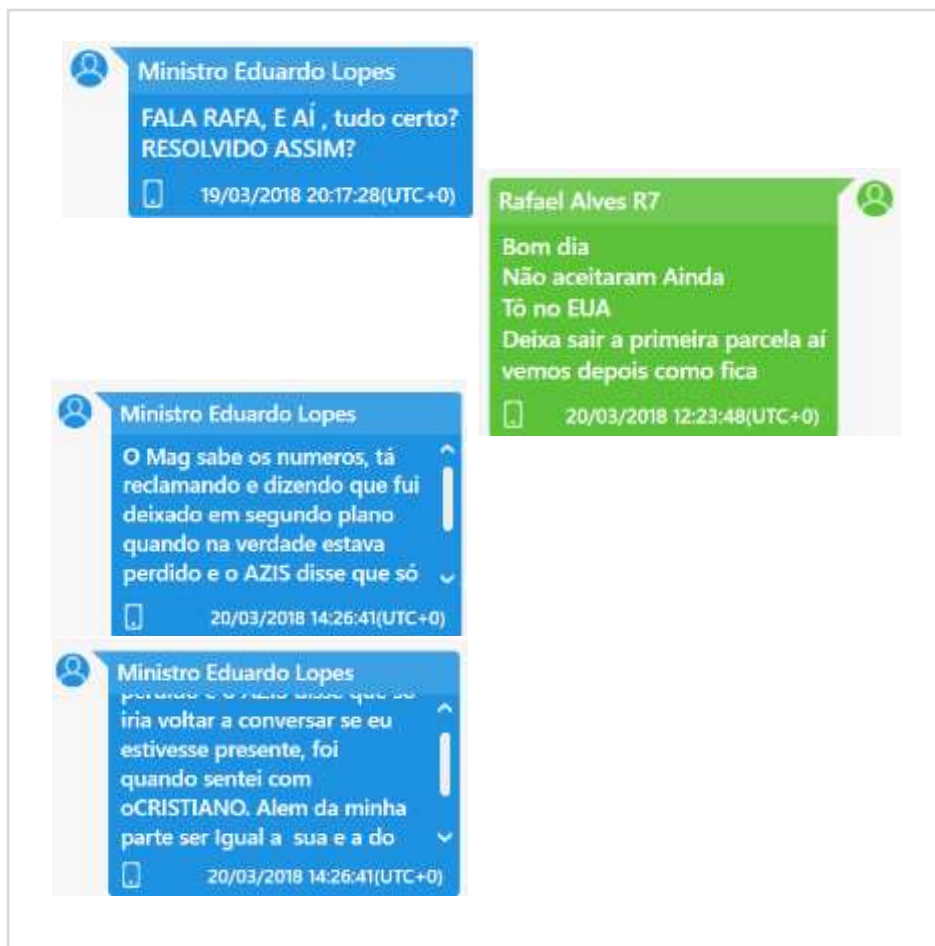 Ministro Eduardo Lopes
FALA RAFA, E AÍ , tudo certo?
RESOLVIDO ASSIM?
19/03/2018 20:17:28(UTC+0)
Rafael Alves R7
Bom dia
Não aceitaram Ainda
Tô no EUA
Deixa sair a primeira parcela aí
vemos depois como fica
20/03/2018 12:23:48(UTC+0)
Ministro Eduardo Lopes
O Mag sabe os numeros, tá
reclamando e dizendo que fui
deixado em segundo plano
quando na verdade estava
perdido e o AZIS disse que só
20/03/2018 14:26:41(UTC+0)
Ministro Eduardo Lopes
perdido e o AZIS disse que só
iria voltar a conversar se eu
estivesse presente, foi
quando sentei com
oCRISTIANO. Alem da minha
parte ser Igual a sua e a do
20/03/2018 14:26:41(UTC+0)